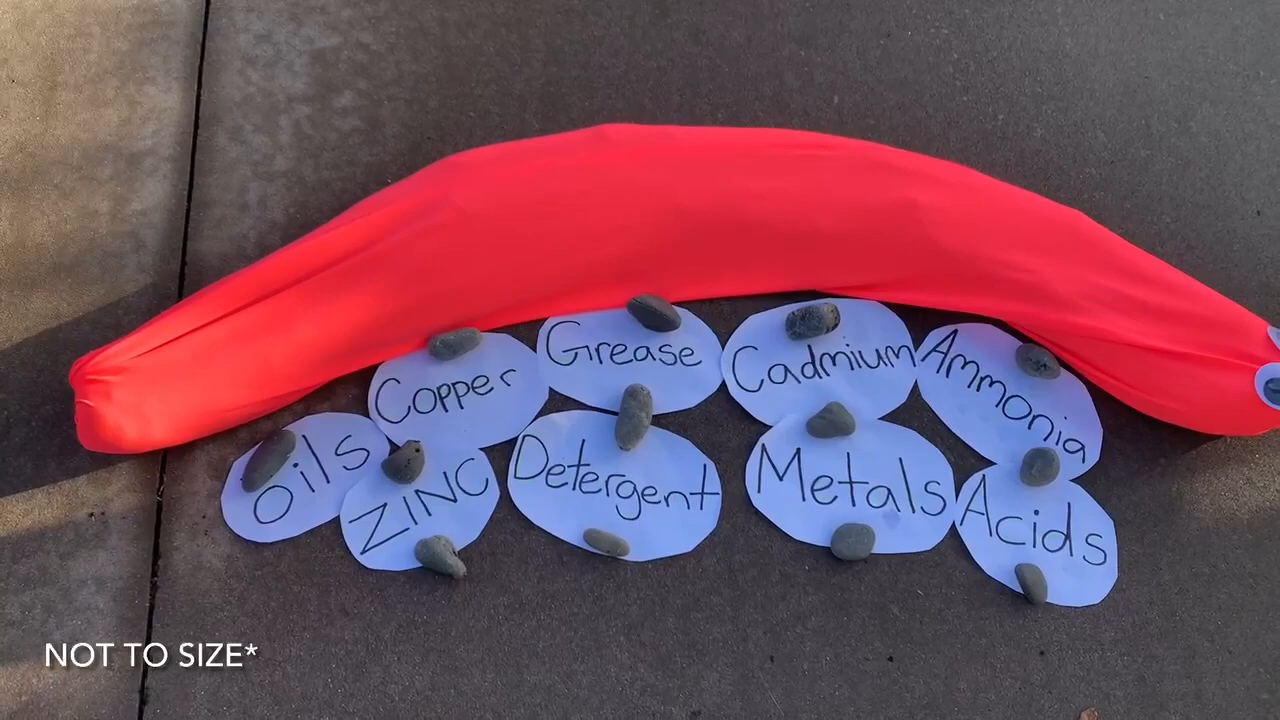 Grease
Cadmium
Ammonia
Copper
Oils
ZINC
Detergent
Metals
Acids
NOT TO SIZE*